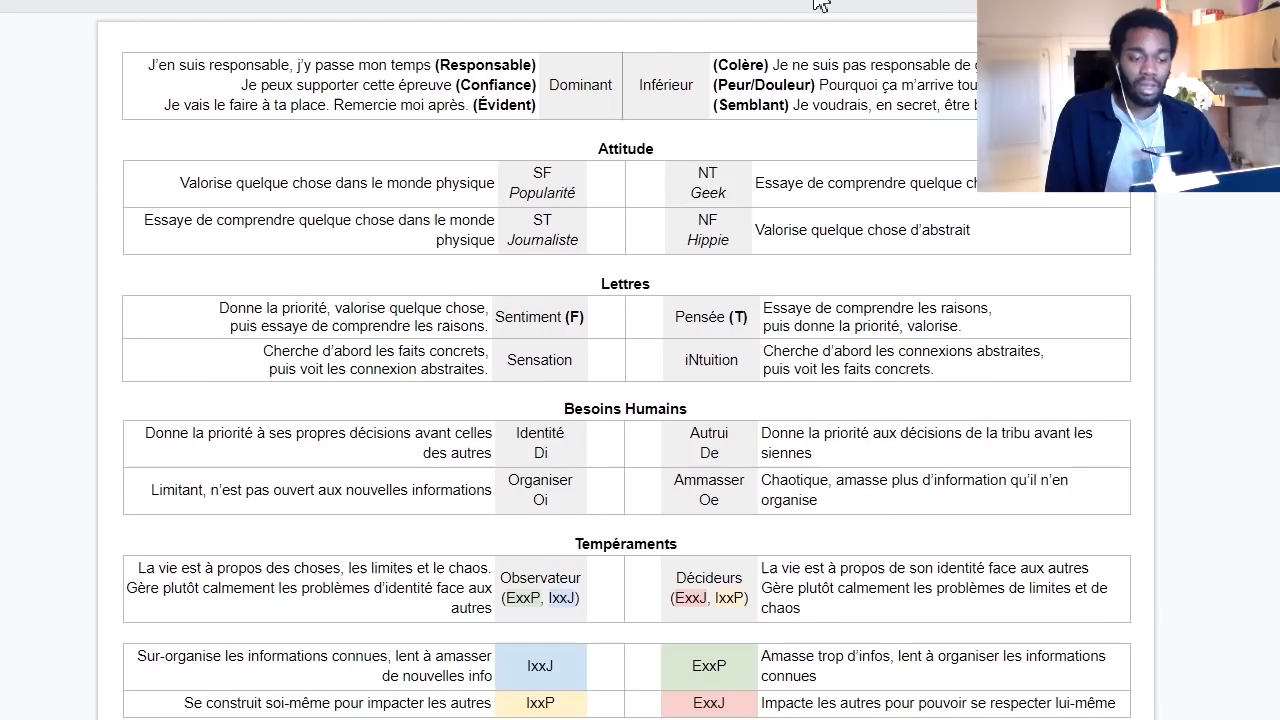 J'en suis responsable, j'y passe mon temps (Responsable)
Je peux supporter cette épreuve (Confiance)
Je vais le faire à ta place. Remercie moi après. (Évident)
Dominant
Inférieur
(Colère) Je ne suis pas responsable de
(Peur/Douleur) Pourquoi ça m'arrive
(Semblant) Je voudrais, en secret, être
Attitude
Valorise quelque chose dans le monde physique
SF
Popularité
NT
Geek
Essaye de comprendre quelque
Essaye de comprendre quelque chose dans le monde
physique
ST
Journaliste
NF
Hippie
Valorise quelque chose d'abstrait
Lettres
Donne la priorité, valorise quelque chose,
puis essaye de comprendre les raisons.
Sentiment (F)
Pensée (T)
Essaye de comprendre les raisons,
puis donne la priorité, valorise.
Cherche d'abord les faits concrets,
puis voit les connexion abstraites.
Sensation
iNtuition
Cherche d'abord les connexions abstraites,
puis voit les faits concrets.
Besoins Humains
Donne la priorité à ses propres décisions avant celles
des autres
Identité
Di
Autrui
De
Donne la priorité aux décisions de la tribu avant les
siennes
Limitant, n'est pas ouvert aux nouvelles informations
Organiser
Oi
Ammasser
Oe
Chaotique, amasse plus d'information qu'il n'en
organise
Tempéraments
La vie est à propos des choses, les limites et le chaos.
Gère plutôt calmement les problèmes d'identité face aux
autres
Observateur
(ExxP, IxxJ)
Décideurs
(ExxJ, IxxP)
La vie est à propos de son identité face aux autres
Gère plutôt calmement les problèmes de limites et de
chaos
Sur-organise les informations connues, lent à amasser
de nouvelles info
IxxJ
ExxP
Amasse trop d'infos, lent à organiser les informations
connues
Se construit soi-même pour impacter les autres
IxxP
ExxJ
Impacte les autres pour pouvoir se respecter lui-même